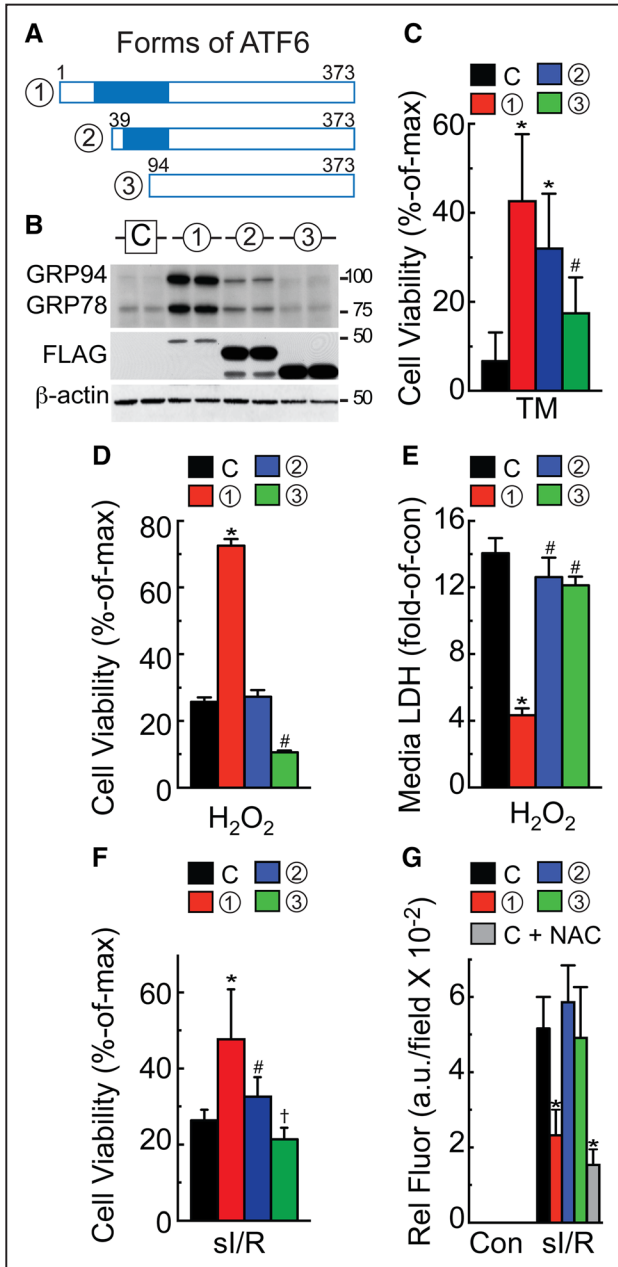 A
Forms of ATF6
1 373
①
39 373
②
94 373
③
B
C ① ② ③
GRP94
100
GRP78
75
50
FLAG
β-actin
50
C
C ②
① ③
Cell Viability (%-of-max)
60
40
20
0
* * #
TM
D
C ②
① ③
Cell Viability (%-of-max)
80
60
40
20
0
*
#
H2O2
E
C ②
① ③
Media LDH (fold-of-con)
16
12
8
4
0
# #
*
H2O2
F
C ②
① ③
Cell Viability (%-of-max)
60
40
20
0
* # †
sI/R
G
C ②
① ③
C + NAC
Rel Fluor (a.u./field X 10-2)
6
4
2
0
* *
Con sI/R